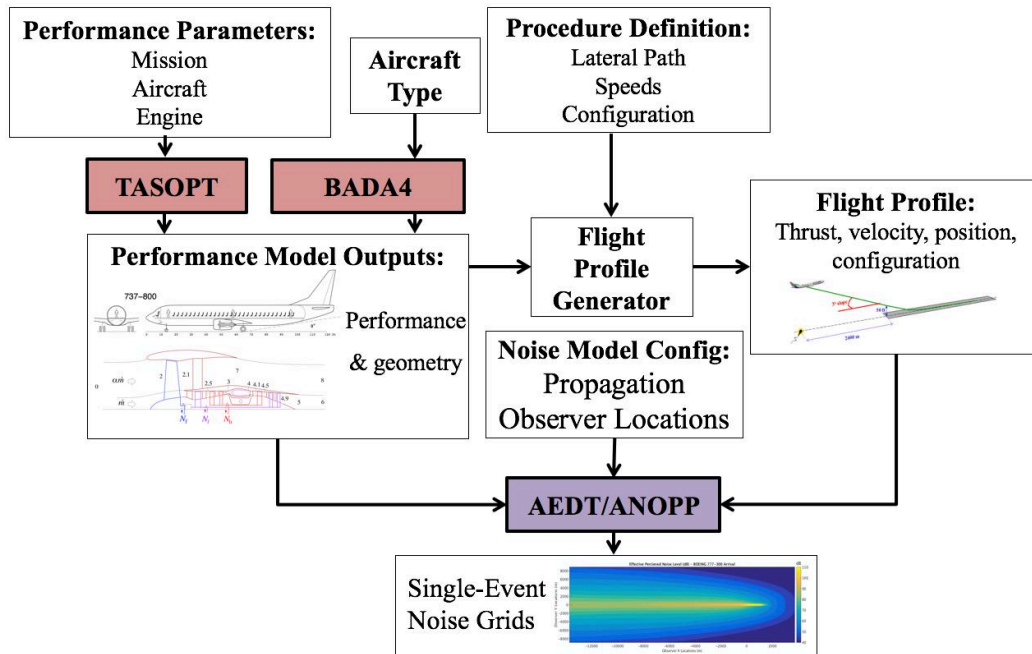 Performance Parameters:
Mission
Aircraft
Engine
Aircraft
Type
Procedure Definition:
Lateral Path
Speeds
Configuration
TASOPT
BADA4
Performance Model Outputs:
737-800
Performance
& geometry
Flight
Profile
Generator
Flight Profile:
Thrust, velocity, position,
configuration
Noise Model Config:
Propagation
Observer Locations
AEDT/ANOPP
Single-Event
Noise Grids